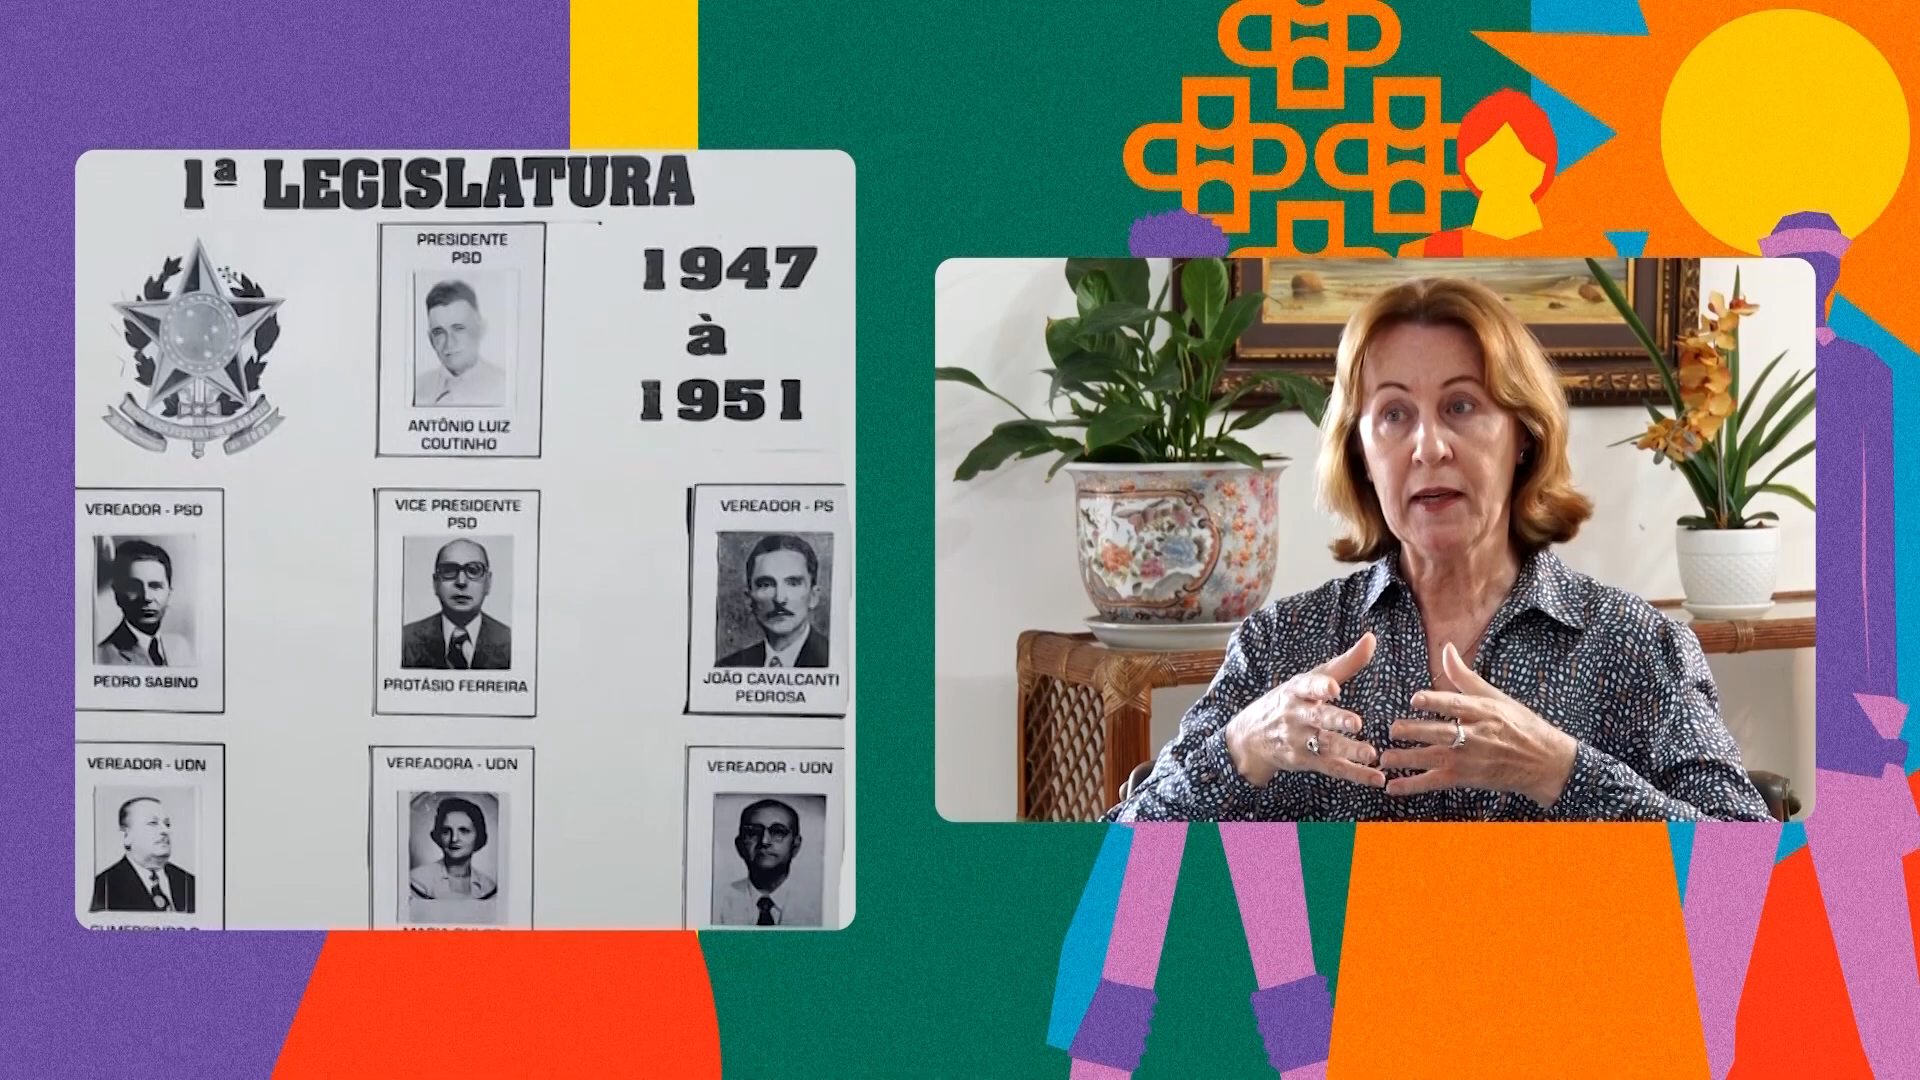 1ª LEGISLATURA
PRESIDENTE
PSD
ANTÔNIO LUIZ
COUTINHO
1947
à
1951
VEREADOR - PSD
PEDRO SABINO
VICE PRESIDENTE
PSD
PROTÁSIO FERREIRA
VEREADOR - PS
JOÃO CAVALCANTI
PEDROSA
VEREADOR - UDN
VEREADORA - UDN
VEREADOR - UDN